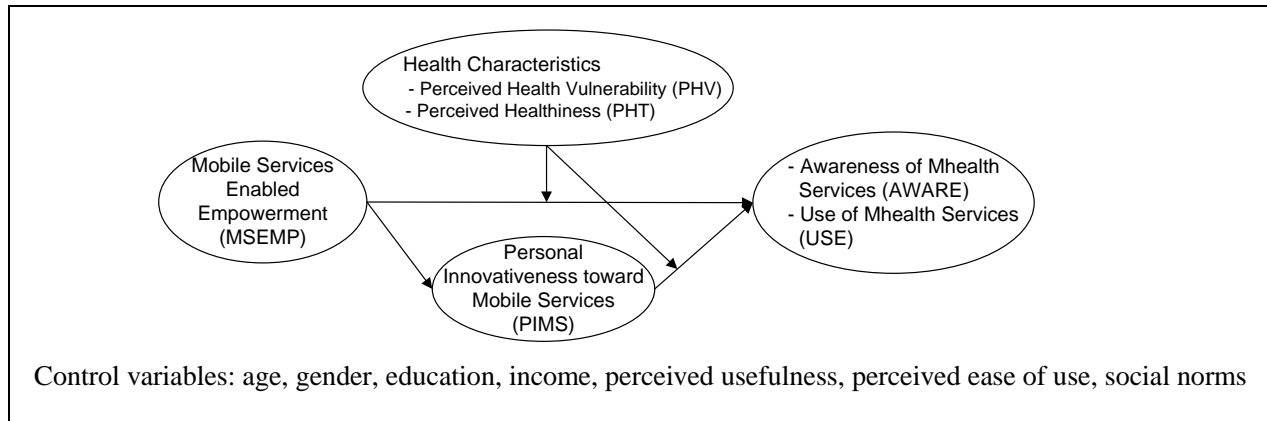 Health Characteristics
- Perceived Health Vulnerability (PHV)
- Perceived Healthiness (PHT)
Mobile Services
Enabled
Empowerment
(MSEMP)
- Awareness of Mhealth
Services (AWARE)
- Use of Mhealth Services
(USE)
Personal
Innovativeness toward
Mobile Services
(PIMS)
Control variables: age, gender, education, income, perceived usefulness, perceived ease of use, social norms